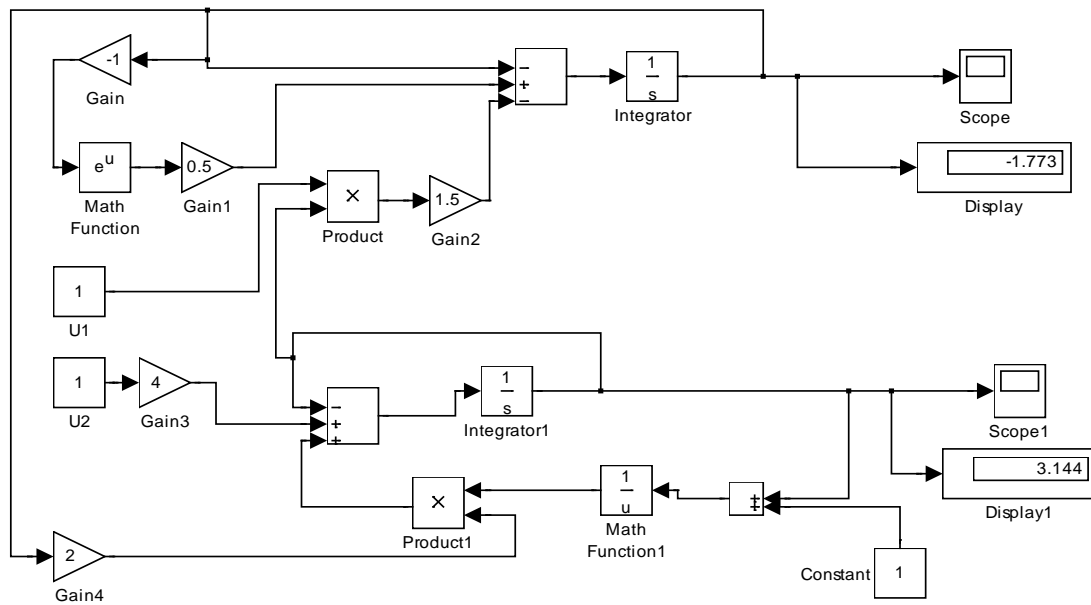 -1
Gain
−
+
−
1
s
Integrator
Scope
e^u
Math
Function
0.5
Gain1
×
Product
1.5
Gain2
-1.773
Display
1
U1
1
U2
4
Gain3
−
+
+
1
s
Integrator1
Scope1
3.144
Display1
×
Product1
1
u
Math
Function1
+
+
2
Gain4
Constant
1